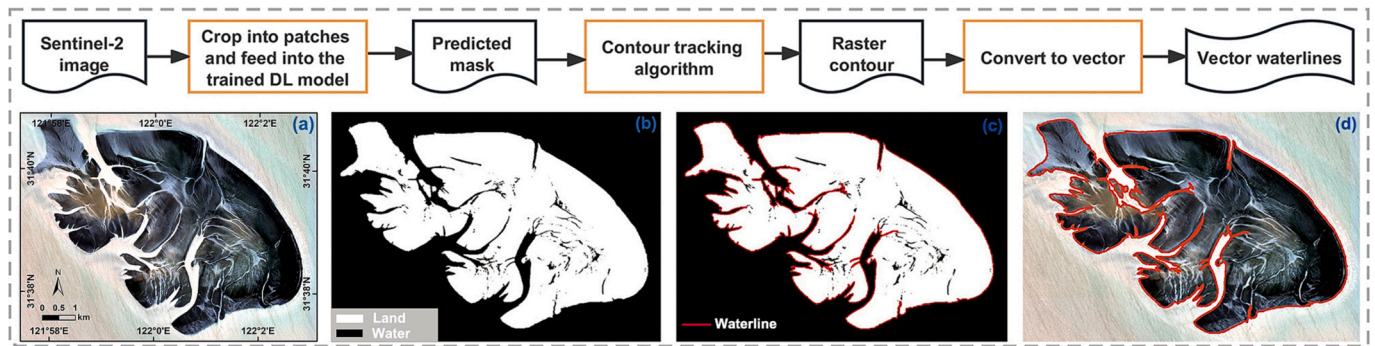 Sentinel-2
image
Crop into patches
and feed into the
trained DL model
Predicted
mask
Contour tracking
algorithm
Raster
contour
Convert to vector
Vector waterlines
121°58'E
122°0'E
122°2'E
(a)
31°40'N
31°40'N
N
31°38'N
31°38'N
0 0.5 1
km
121°58'E
122°0'E
122°2'E
(b)
Land
Water
(c)
Waterline
(d)